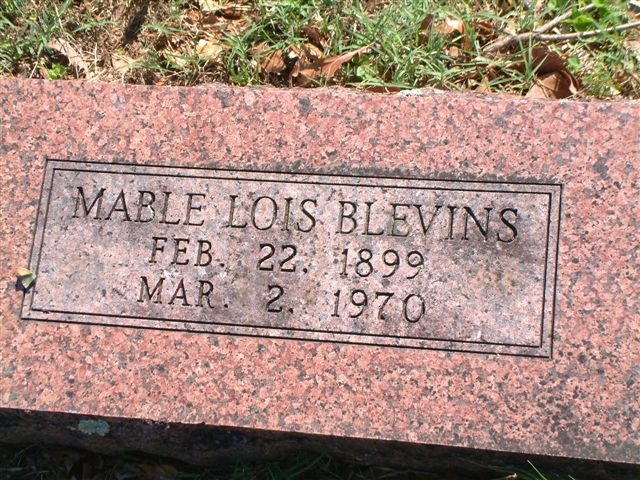 MABLE LOIS BLEVINS
FEB. 22. 1899
MAR. 2. 1970